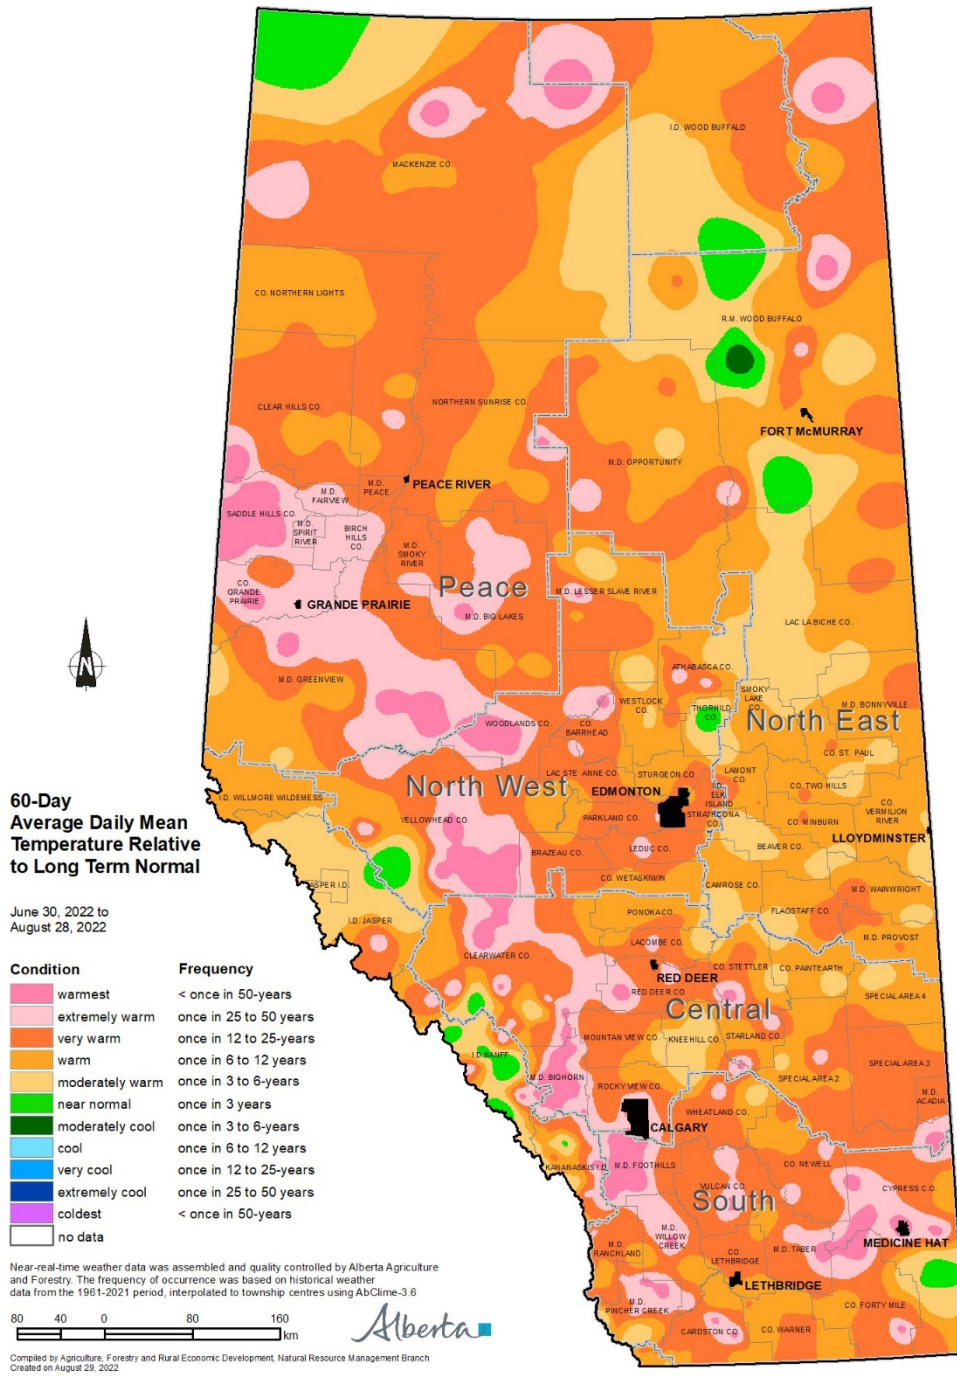 I.D. WOOD BUFFALO
MACKENZIE CO.
CO. NORTHERN LIGHTS
R.M. WOOD BUFFALO
CLEAR HILLS CO.
NORTHERN SUNRISE CO.
FORT McMURRAY
M.D. OPPORTUNITY
M.D.
PEACE
PEACE RIVER
M.D.
FAIRVIEW
SADDLE HILLS CO.
M.D.
SPIRIT
RIVER
BIRCH
HILLS
CO.
M.D.
SMOKY
RIVER
Peace
CO.
GRANDE
PRAIRIE
GRANDE PRAIRIE
M.D. BIG LAKES
M.D. LESSER SLAVE RIVER
LAC LA BICHE CO.
N
M.D. GREENVIEW
ATHABASCA CO.
WESTLOCK
CO.
THORHILD
CO.
SMOKY
LAKE
CO.
M.D. BONNYVILLE
North East
WOODLANDS CO.
CO.
BARRHEAD
CO. ST. PAUL
LAC STE ANNE CO.
STURGEON CO.
LAMONT
CO.
CO. TWO HILLS
North West
EDMONTON
I.D.
ELK
ISLAND
STRATHCONA
CO.
CO.
VERMILION
RIVER
I.D. WILLMORE WILDERNESS
YELLOWHEAD CO.
PARKLAND CO.
CO. MINBURN
LLOYDMINSTER
BRAZEAU CO.
LEDUC CO.
BEAVER CO.
CO. WETASKIWIN
CAMROSE CO.
M.D. WAINWRIGHT
JASPER I.D.
I.D. JASPER
PONOKA CO.
FLAGSTAFF CO.
M.D. PROVOST
CLEARWATER CO.
LACOMBE CO.
RED DEER
CO. STETTLER
CO. PAINTEARTH
RED DEER CO.
SPECIAL AREA 4
Central
MOUNTAIN VIEW CO.
KNEEHILL CO.
STARLAND CO.
I.D BANFF
M.D. BIGHORN
SPECIAL AREA 3
SPECIAL AREA 2
ROCKY VIEW CO.
M.D.
ACADIA
WHEATLAND CO.
CALGARY
KANANASKIS I.D.
M.D. FOOTHILLS
CO. NEWELL
VULCAN CO.
CYPRESS C.O.
South
M.D.
WILLOW
CREEK
MEDICINE HAT
M.D.
RANCHLAND
M.D. TABER
CO.
LETHBRIDGE
LETHBRIDGE
M.D.
PINCHER CREEK
CO. FORTY MILE
CARDSTON CO.
CO. WARNER
60-Day
Average Daily Mean
Temperature Relative
to Long Term Normal
June 30, 2022 to
August 28, 2022
Condition Frequency
warmest < once in 50-years
extremely warm once in 25 to 50 years
very warm once in 12 to 25-years
warm once in 6 to 12 years
moderately warm once in 3 to 6-years
near normal once in 3 years
moderately cool once in 3 to 6-years
cool once in 6 to 12 years
very cool once in 12 to 25-years
extremely cool once in 25 to 50 years
coldest < once in 50-years
no data
Near-real-time weather data was assembled and quality controlled by Alberta Agriculture
and Forestry. The frequency of occurrence was based on historical weather
data from the 1961-2021 period, interpolated to township centres using AbClime-3.6
80 40 0 80 160
km
Alberta
Compiled by Agriculture, Forestry and Rural Economic Development, Natural Resource Management Branch
Created on August 29, 2022